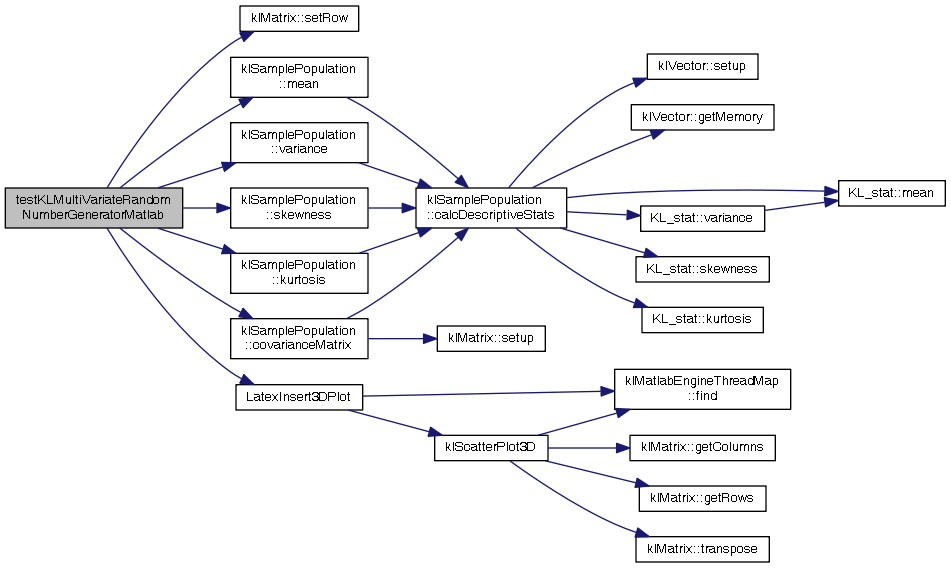 testKLMultiVariateRandom
NumberGeneratorMatlab
klMatrix::setRow
klSamplePopulation
::mean
klSamplePopulation
::variance
klSamplePopulation
::skewness
klSamplePopulation
::kurtosis
klSamplePopulation
::covarianceMatrix
LatexInsert3DPlot
klSamplePopulation
::calcDescriptiveStats
klMatrix::setup
klScatterPlot3D
klVector::setup
klVector::getMemory
KL_stat::variance
KL_stat::skewness
KL_stat::kurtosis
klMatlabEngineThreadMap
::find
klMatrix::getColumns
klMatrix::getRows
klMatrix::transpose
KL_stat::mean